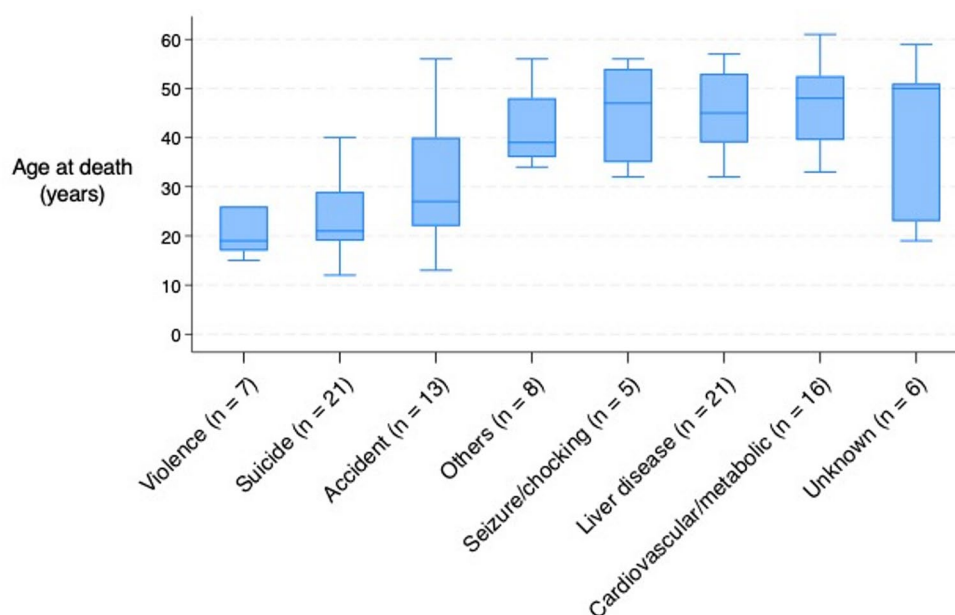 60
50
40
Age at death
(years)
30
20
10
0
Violence (n = 7)
Suicide (n = 21)
Accident (n = 13)
Others (n = 8)
Seizure/chocking (n = 5)
Liver disease (n = 21)
Cardiovascular/metabolic (n = 16)
Unknown (n = 6)